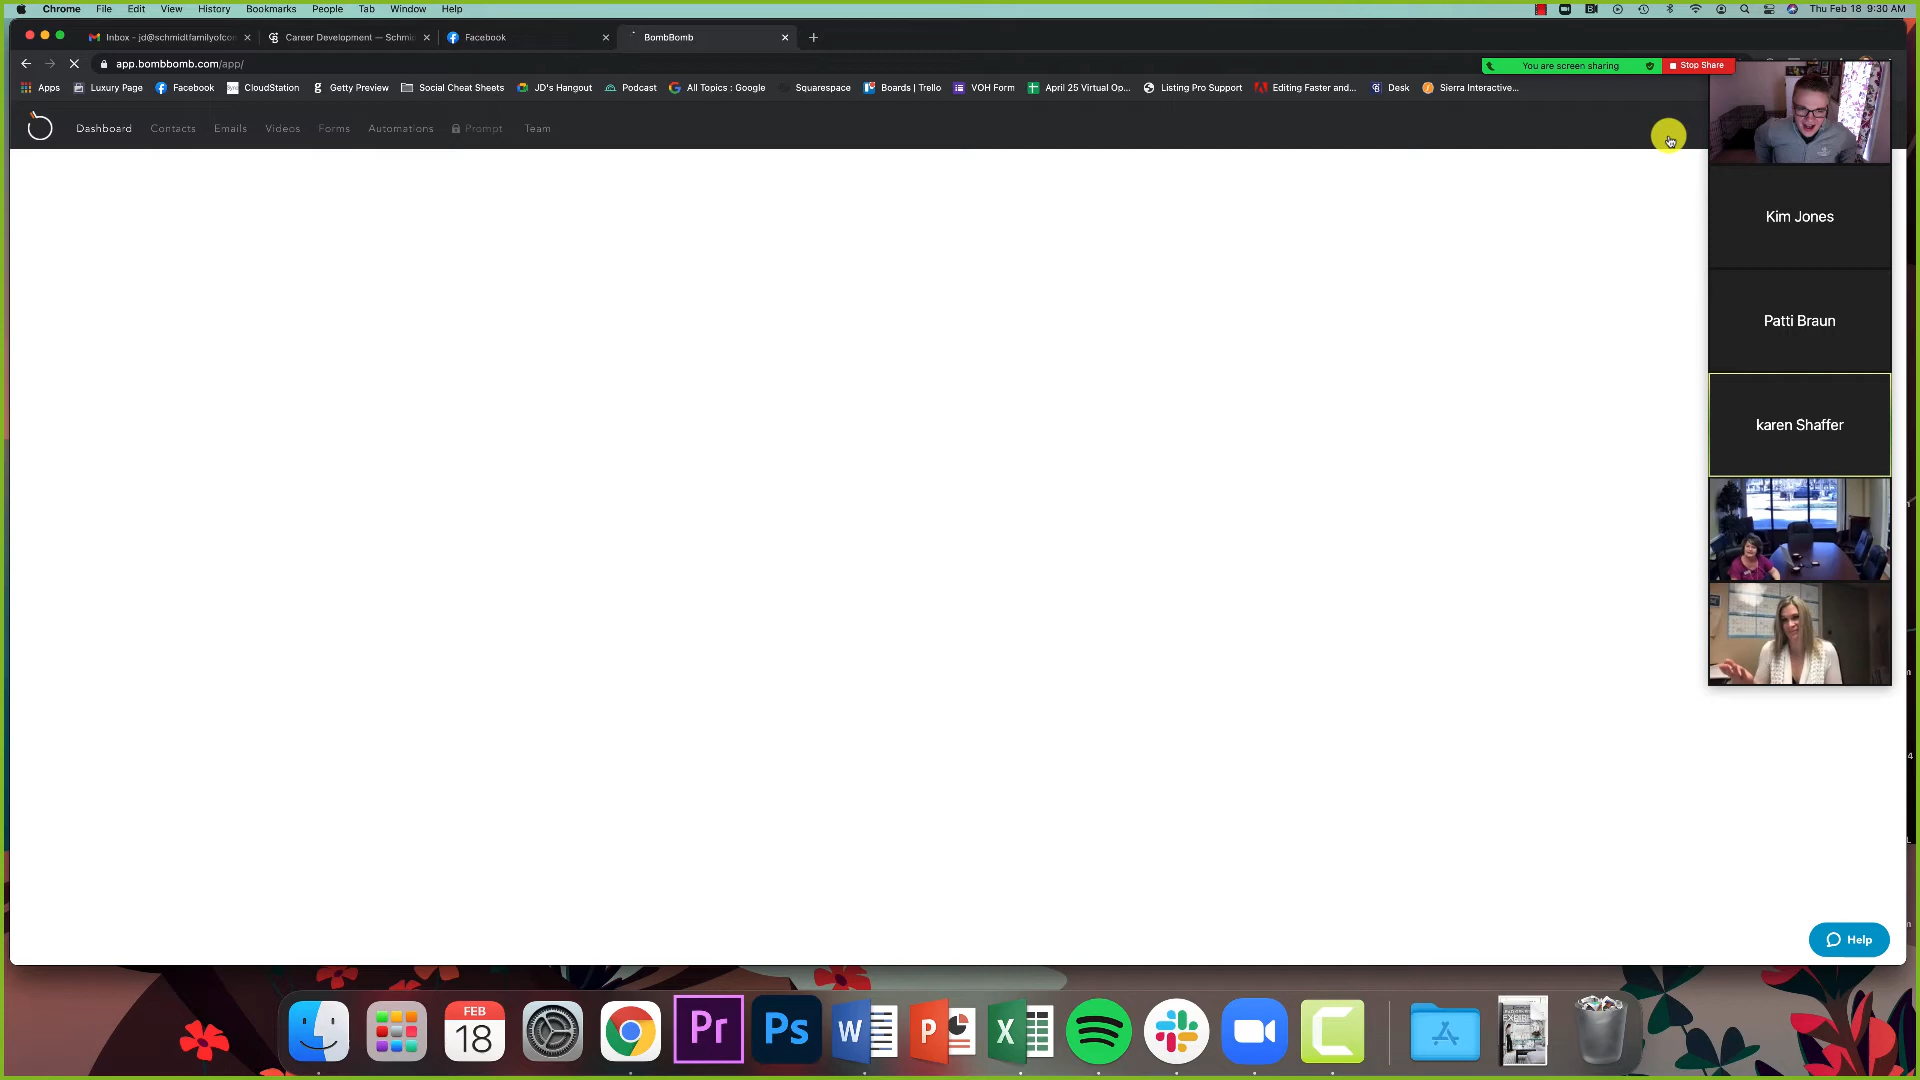 Chrome File Edit View History Bookmarks People Tab Window Help
Thu Feb 18 9:30 AM
Inbox - jd@schmidtfamilyofcom
Career Development — Schmi
Facebook
BombBomb
app.bombbomb.com/app/
You are screen sharing
Stop Share
Apps Luxury Page Facebook CloudStation Getty Preview Social Cheat Sheets JD's Hangout Podcast All Topics : Google Squarespace Boards | Trello VOH Form April 25 Virtual Op... Listing Pro Support Editing Faster and... Desk Sierra Interactive...
Dashboard Contacts Emails Videos Forms Automations Prompt Team
Kim Jones
Patti Braun
karen Shaffer
Help
FEB
18
Pr
Ps
W
P
X